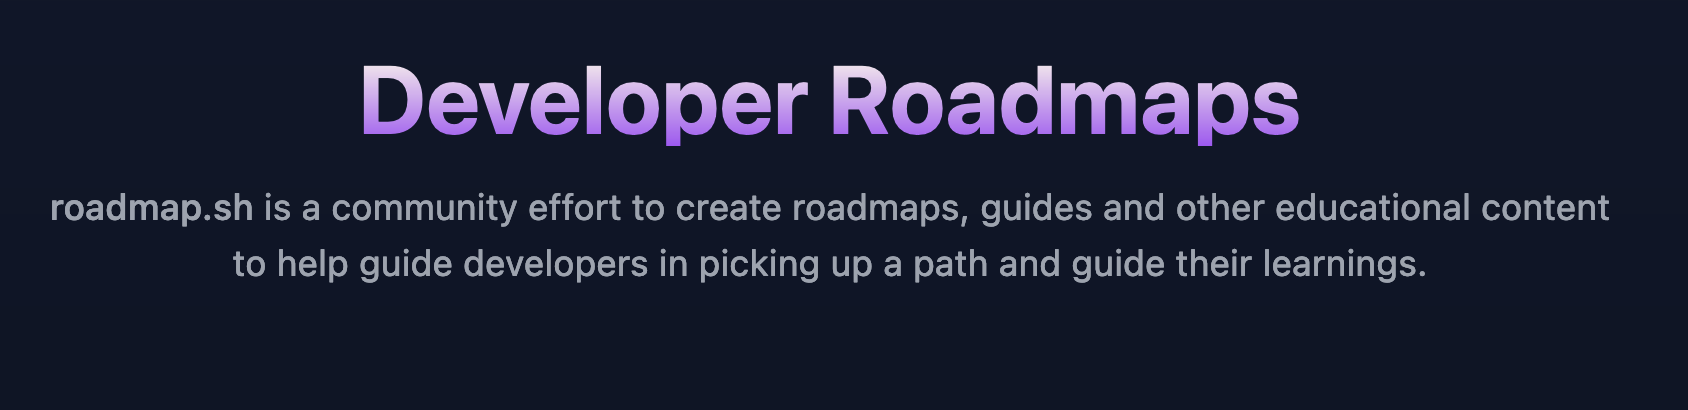 Developer Roadmaps
roadmap.sh is a community effort to create roadmaps, guides and other educational content
to help guide developers in picking up a path and guide their learnings.